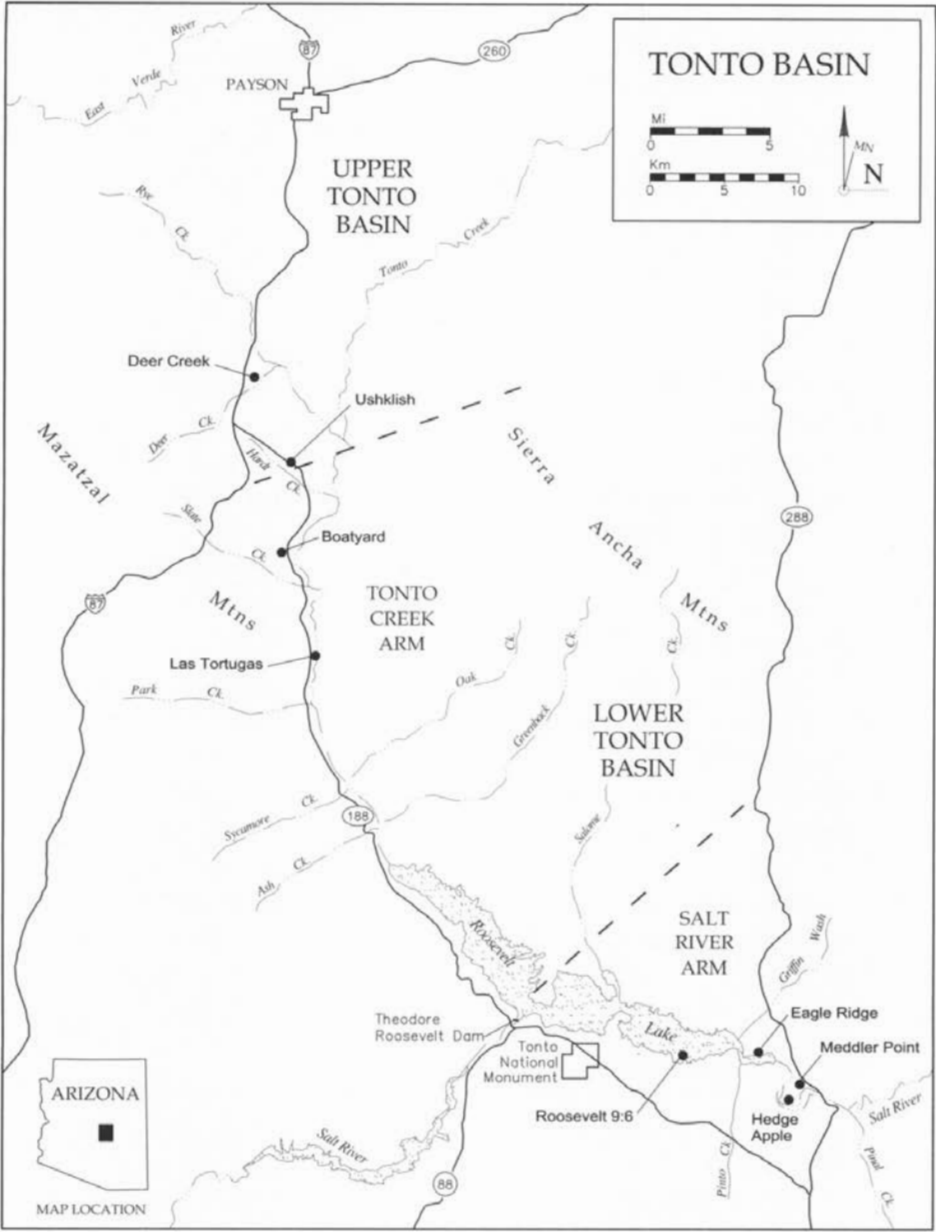 River
Verde
East
87
260
PAYSON
TONTO BASIN
Mi
0 5
Km
0 5 10
MN
N
UPPER
TONTO
BASIN
Rye
Ck.
Tonto
Creek
Deer Creek
Ushklish
Deer
Ck.
Hardt
Ck.
Mazatzal
Mtns
Sierra
Ancha
Mtns
288
Slate
Ck.
Boatyard
87
TONTO
CREEK
ARM
Las Tortugas
Park Ck.
Oak
Ck.
Greenback
Ck.
Ck.
LOWER
TONTO
BASIN
Sycamore
Ck.
188
Ash
Ck.
Salome
SALT
RIVER
ARM
Griffin
Wash
Roosevelt
Lake
Theodore
Roosevelt Dam
Tonto
National
Monument
Eagle Ridge
Meddler Point
Roosevelt 9:6
Hedge
Apple
Salt River
Salt River
Pinto
Ck.
Pinal
Ck.
88
ARIZONA
MAP LOCATION